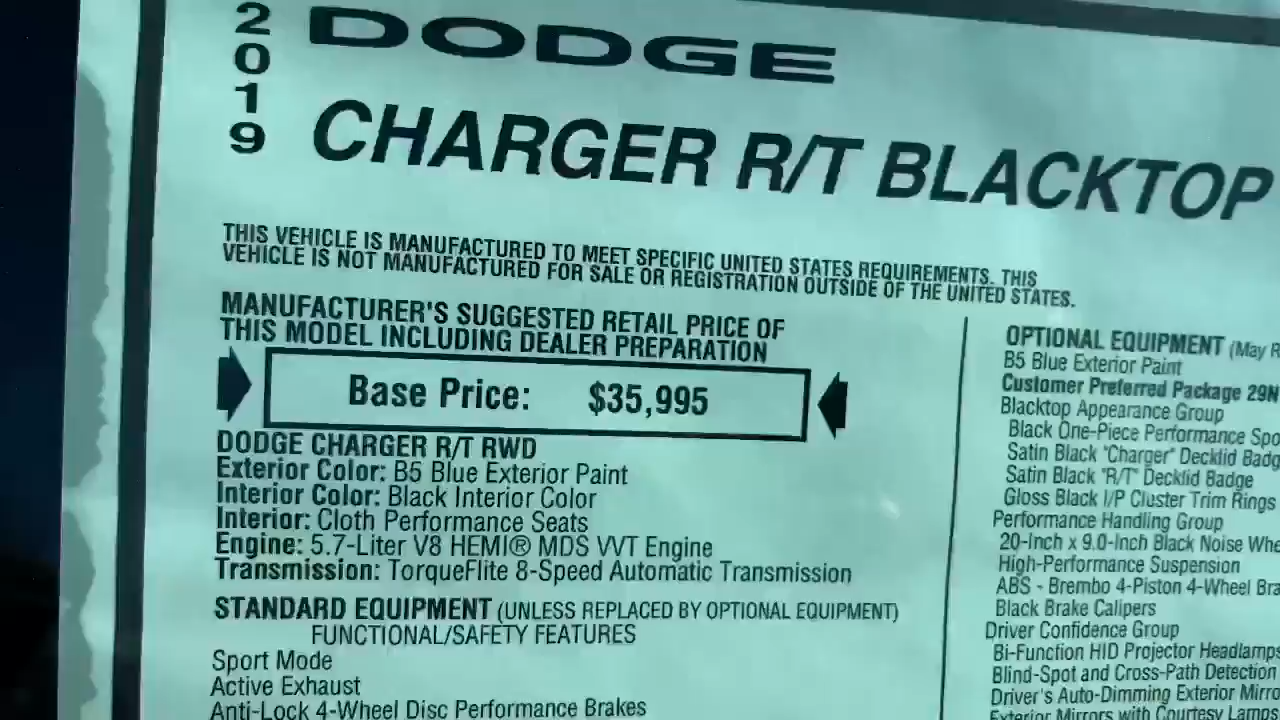 2019
DODGE
CHARGER R/T BLACKTOP
THIS VEHICLE IS MANUFACTURED TO MEET SPECIFIC UNITED STATES REQUIREMENTS. THIS
VEHICLE IS NOT MANUFACTURED FOR SALE OR REGISTRATION OUTSIDE OF THE UNITED STATES.
MANUFACTURER'S SUGGESTED RETAIL PRICE OF
THIS MODEL INCLUDING DEALER PREPARATION
Base Price: $35,995
DODGE CHARGER R/T RWD
Exterior Color: B5 Blue Exterior Paint
Interior Color: Black Interior Color
Interior: Cloth Performance Seats
Engine: 5.7-Liter V8 HEMI® MDS VVT Engine
Transmission: TorqueFlite 8-Speed Automatic Transmission
STANDARD EQUIPMENT (UNLESS REPLACED BY OPTIONAL EQUIPMENT)
FUNCTIONAL/SAFETY FEATURES
Sport Mode
Active Exhaust
Anti-Lock 4-Wheel Disc Performance Brakes
OPTIONAL EQUIPMENT (May
B5 Blue Exterior Paint
Customer Preferred Package 29N
Blacktop Appearance Group
Black One-Piece Performance
Satin Black "Charger" Decklid
Satin Black "R/T" Decklid Badge
Gloss Black I/P Cluster Trim Rings
Performance Handling Group
20-Inch x 9.0-Inch Black Noise
High-Performance Suspension
ABS - Brembo 4-Piston 4-Wheel
Black Brake Calipers
Driver Confidence Group
Bi-Function HID Projector Headlamps
Blind-Spot and Cross-Path Detection
Driver's Auto-Dimming Exterior
Exterior Mirrors with Courtesy Lamps